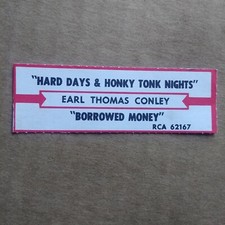 "HARD DAYS & HONKY TONK NIGHTS"
EARL THOMAS CONLEY
"BORROWED MONEY"
RCA 62167